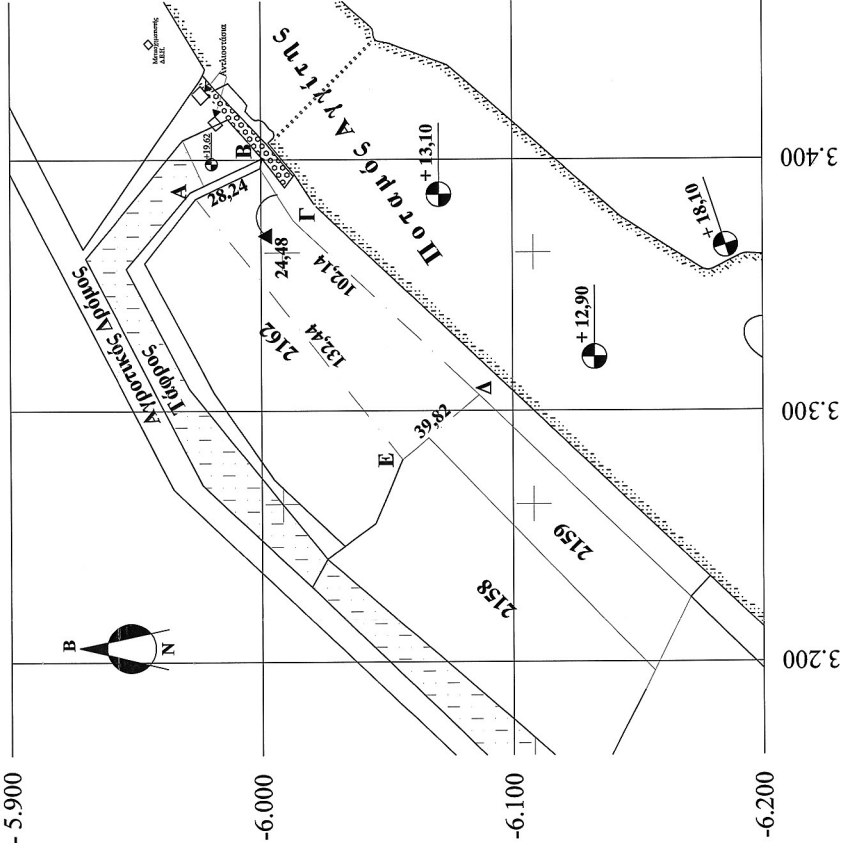 Μετασχηματιστής
Δ.Ε.Η.
Αντλιοστάσιο
Ποταμός Αγγίτης
+19,62
Α
Β
28,24
Γ
24,48
+ 13,10
+ 18,10
3.400
Αγροτικός Δρόμος
Τάφρος
2162
132,44
102,14
+ 12,90
Δ
39,82
Ε
3.300
2158
2159
Β
Ν
3.200
- 5.900
-6.000
-6.100
-6.200